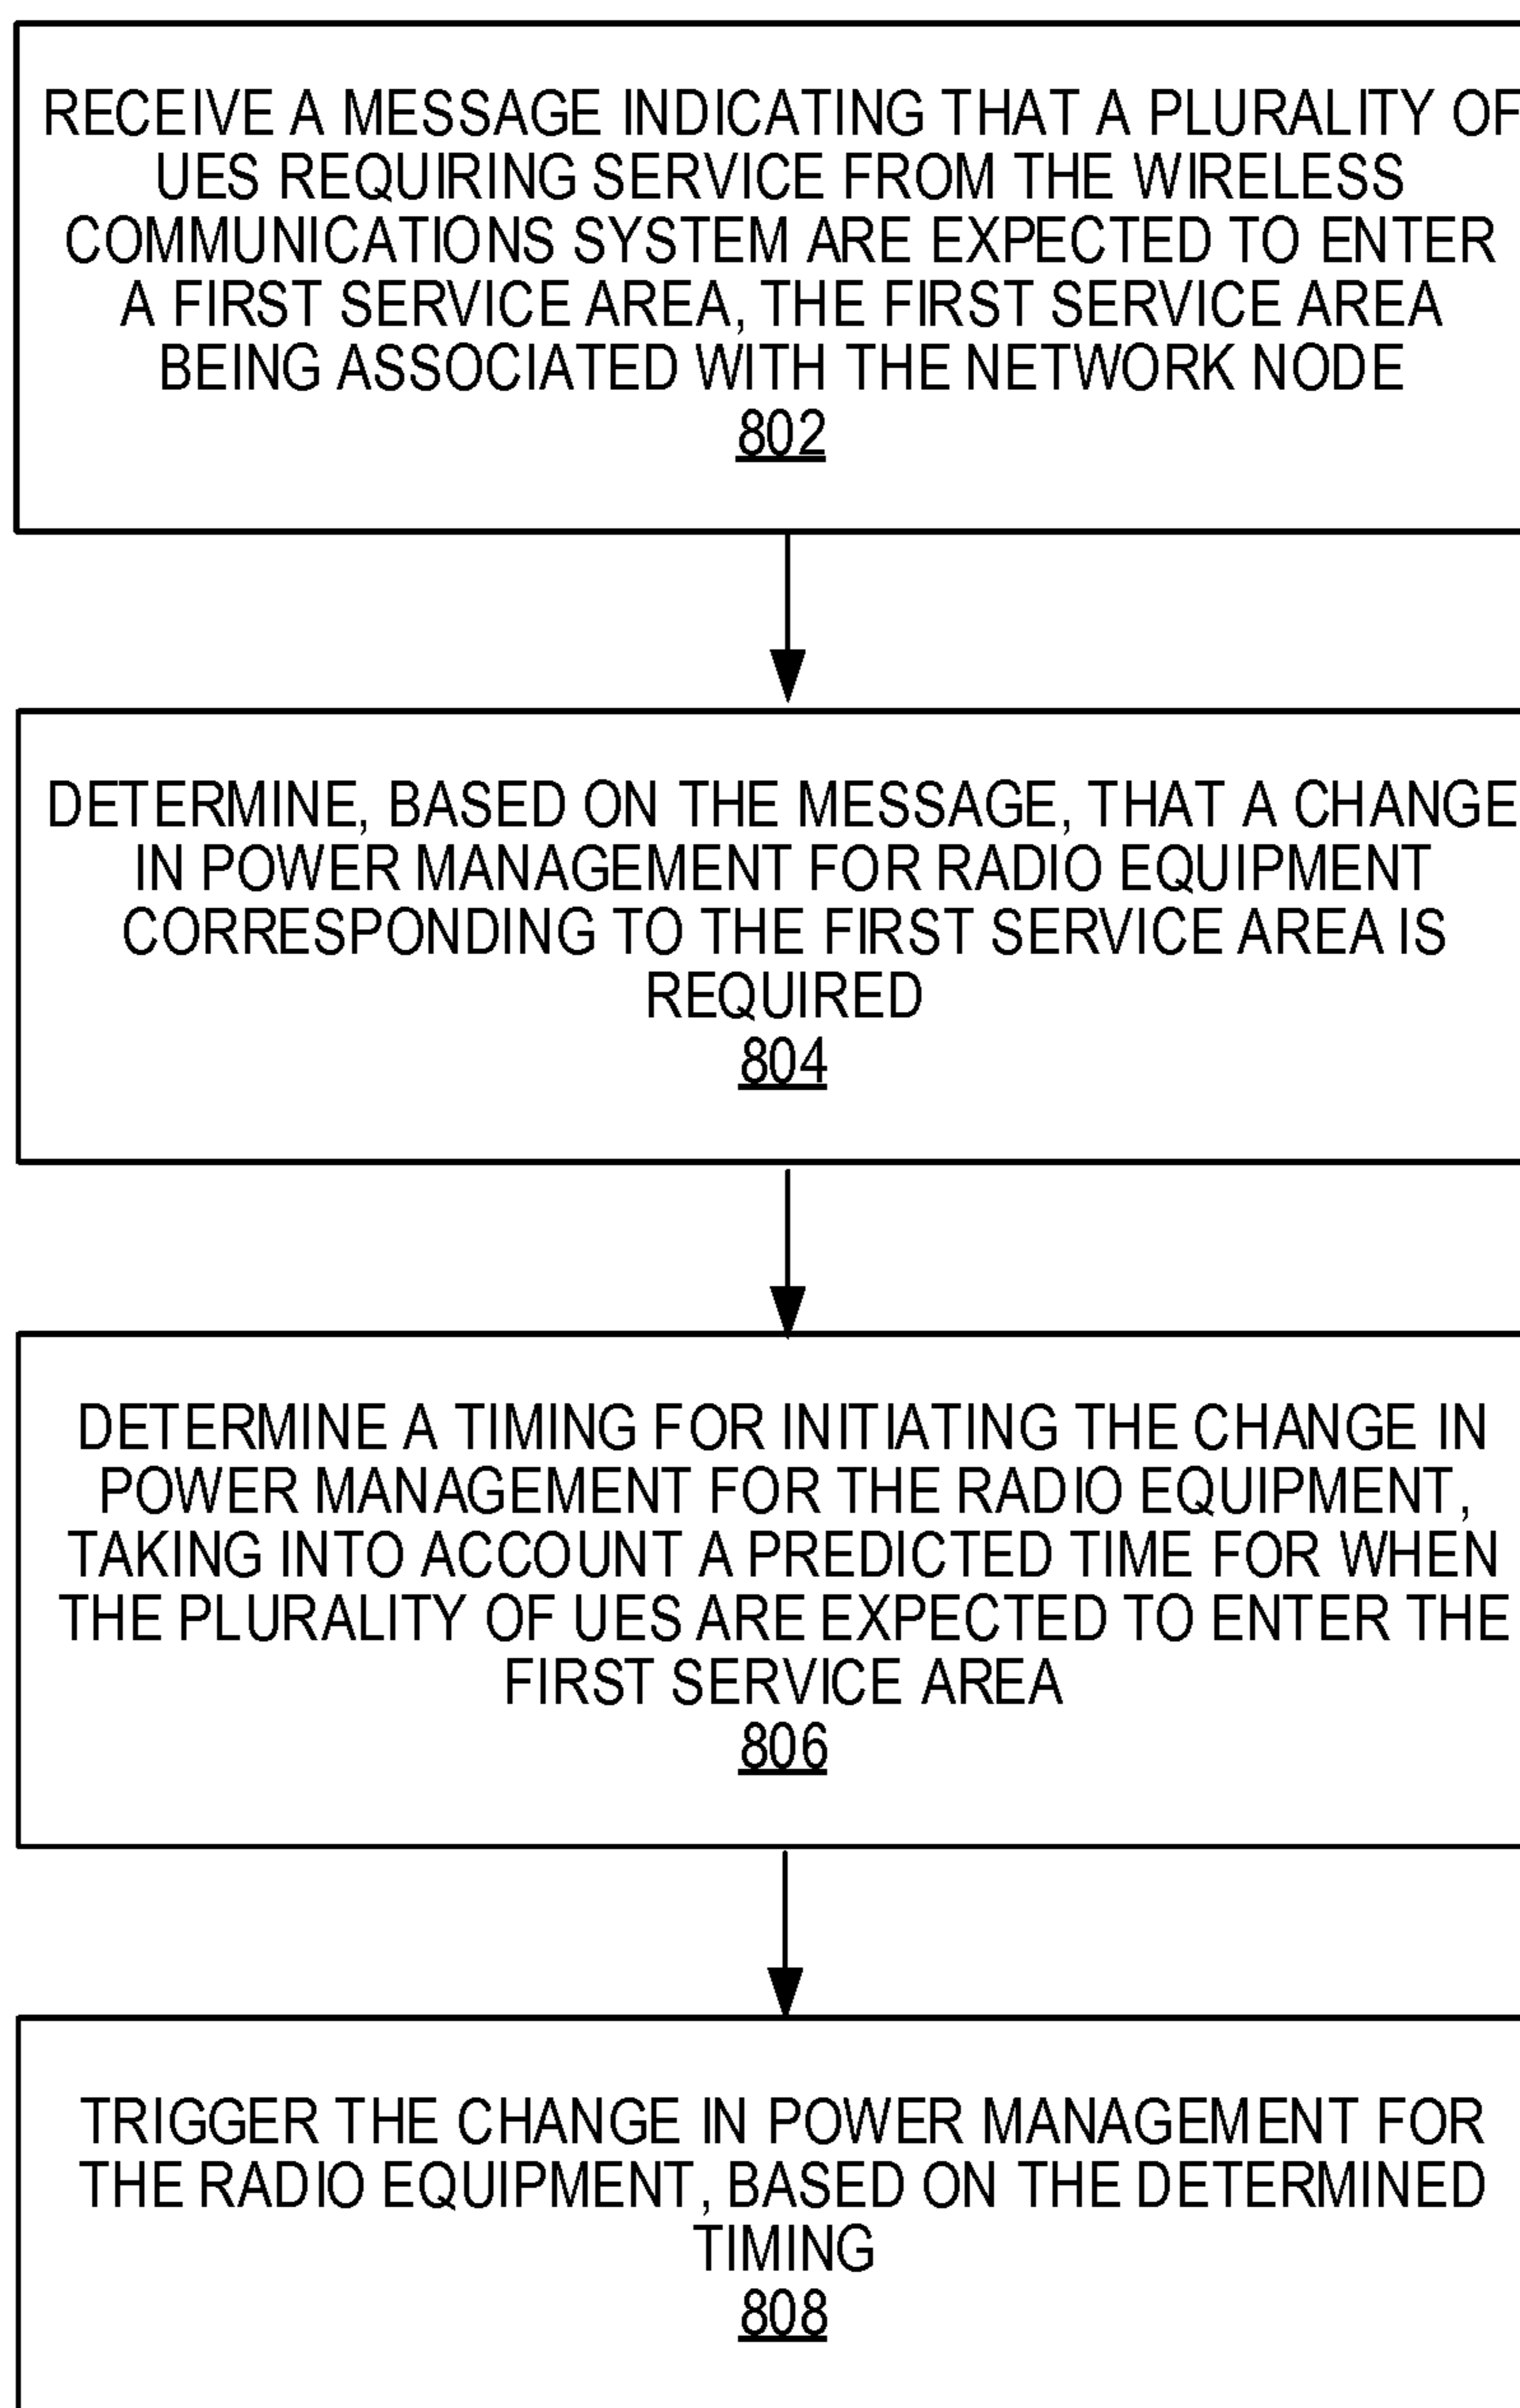 RECEIVE A MESSAGE INDICATING THAT A PLURALITY OF
UES REQUIRING SERVICE FROM THE WIRELESS
COMMUNICATIONS SYSTEM ARE EXPECTED TO ENTER
A FIRST SERVICE AREA, THE FIRST SERVICE AREA
BEING ASSOCIATED WITH THE NETWORK NODE
802
DETERMINE, BASED ON THE MESSAGE, THAT A CHANGE
IN POWER MANAGEMENT FOR RADIO EQUIPMENT
CORRESPONDING TO THE FIRST SERVICE AREA IS
REQUIRED
804
DETERMINE A TIMING FOR INITIATING THE CHANGE IN
POWER MANAGEMENT FOR THE RADIO EQUIPMENT,
TAKING INTO ACCOUNT A PREDICTED TIME FOR WHEN
THE PLURALITY OF UES ARE EXPECTED TO ENTER THE
FIRST SERVICE AREA
806
TRIGGER THE CHANGE IN POWER MANAGEMENT FOR
THE RADIO EQUIPMENT, BASED ON THE DETERMINED
TIMING
808